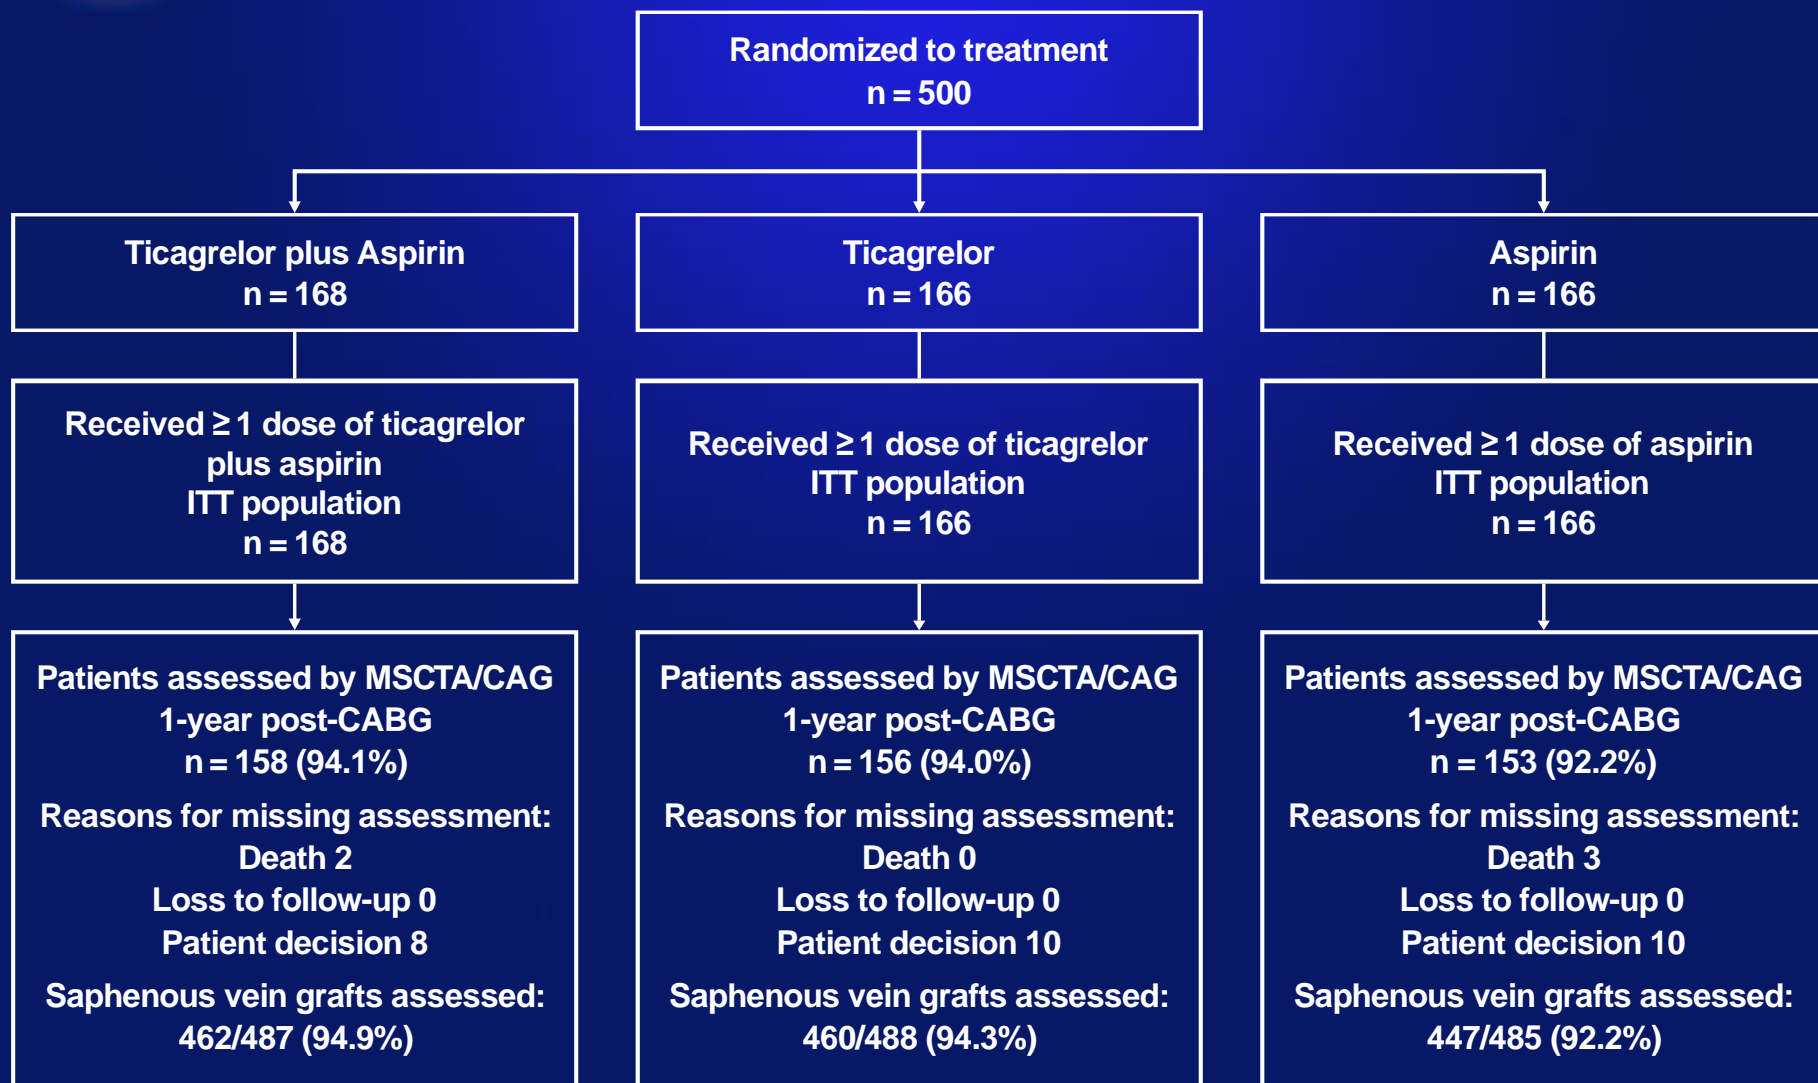 Randomized to treatment
n = 500
Ticagrelor plus Aspirin
n = 168
Ticagrelor
n = 166
Aspirin
n = 166
Received ≥ 1 dose of ticagrelor
plus aspirin
ITT population
n = 168
Received ≥ 1 dose of ticagrelor
ITT population
n = 166
Received ≥ 1 dose of aspirin
ITT population
n = 166
Patients assessed by MSCTA/CAG
1-year post-CABG
n = 158 (94.1%)
Reasons for missing assessment:
Death 2
Loss to follow-up 0
Patient decision 8
Saphenous vein grafts assessed:
462/487 (94.9%)
Patients assessed by MSCTA/CAG
1-year post-CABG
n = 156 (94.0%)
Reasons for missing assessment:
Death 0
Loss to follow-up 0
Patient decision 10
Saphenous vein grafts assessed:
460/488 (94.3%)
Patients assessed by MSCTA/CAG
1-year post-CABG
n = 153 (92.2%)
Reasons for missing assessment:
Death 3
Loss to follow-up 0
Patient decision 10
Saphenous vein grafts assessed:
447/485 (92.2%)